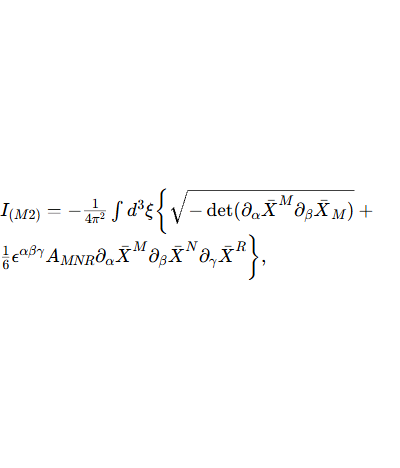 I_{(M2)} = -\frac{1}{4\pi^2} \int d^3\xi \Big\{ \sqrt{-\det(\partial_\alpha \bar{X}^M \partial_\beta \bar{X}_M)} +
\frac{1}{6} \epsilon^{\alpha\beta\gamma} A_{MNR} \partial_\alpha \bar{X}^M \partial_\beta \bar{X}^N \partial_\gamma \bar{X}^R \Big\},